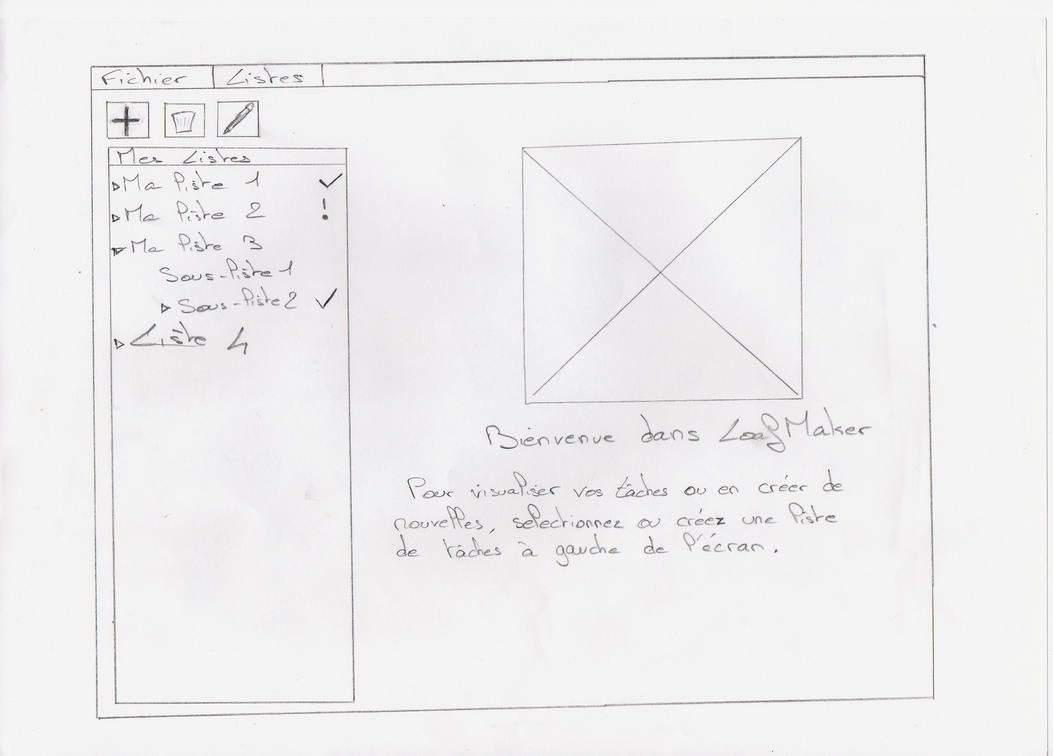 Fichier
Listes
Mes Listes
Ma liste 1
Ma liste 2
Ma liste 3
Sous-liste 1
Sous-liste 2
Liste 4
Bienvenue dans LoafMaker
Pour visualiser vos tâches ou en créer de
nouvelles, sélectionnez ou créez une liste
de tâches à gauche de l'écran.